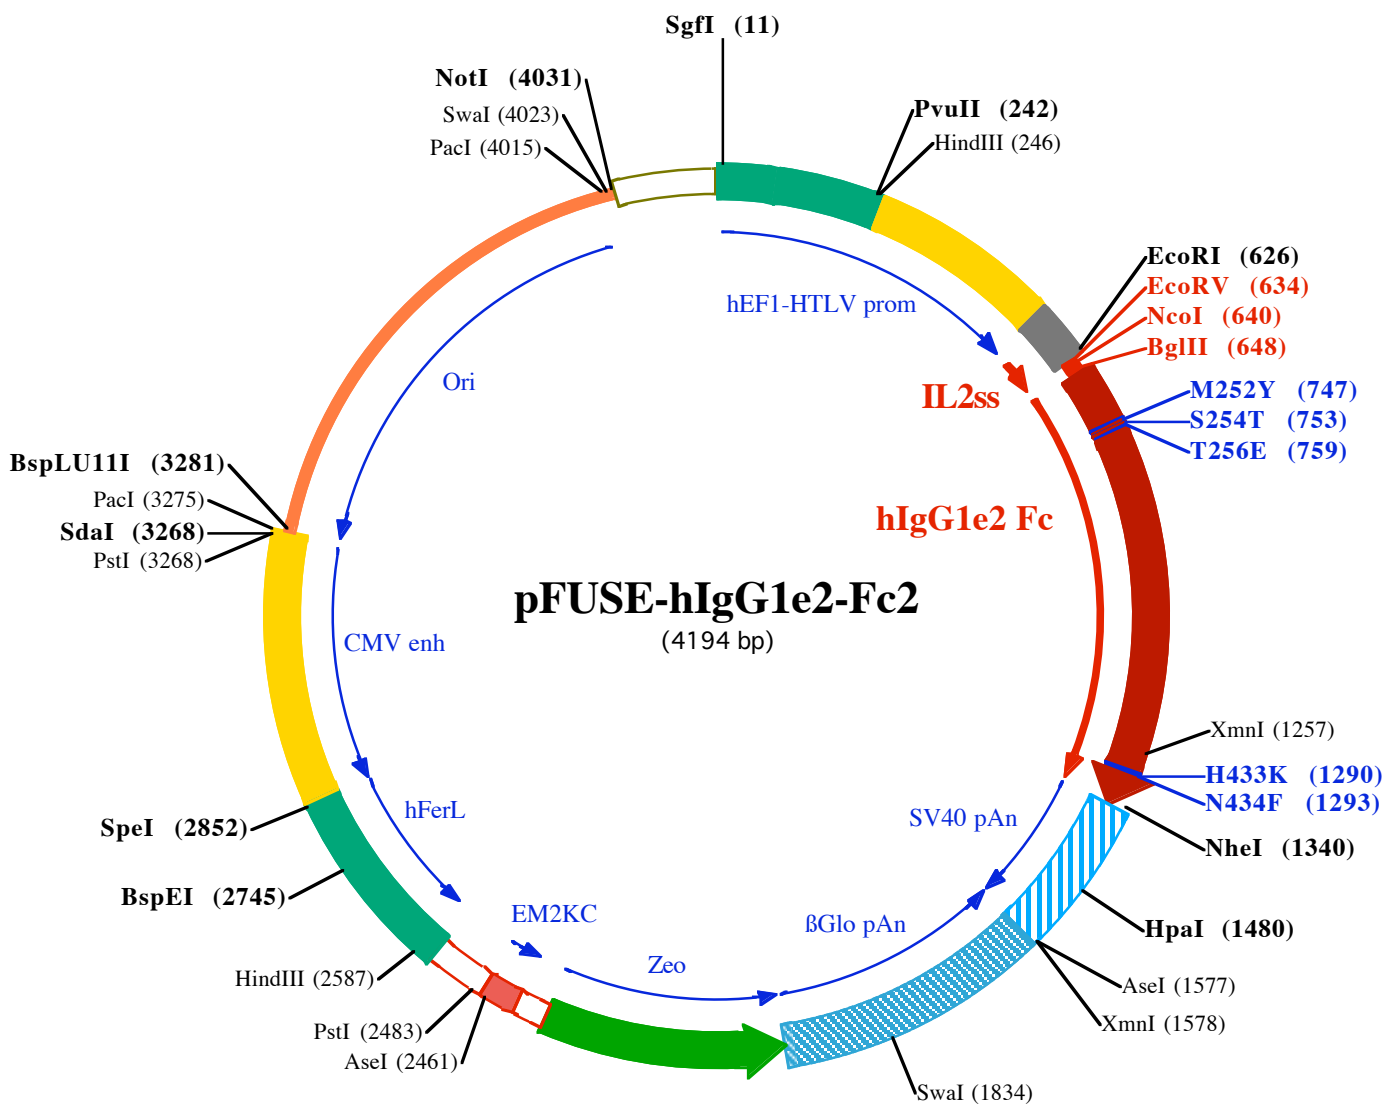 SgfI (11)
NotI (4031)
SwaI (4023)
PacI (4015)
PvuII (242)
HindIII (246)
EcoRI (626)
EcoRV (634)
NcoI (640)
BglII (648)
M252Y (747)
S254T (753)
T256E (759)
hEF1-HTLV prom
IL2ss
hIgG1e2 Fc
Ori
BspLU11I (3281)
PacI (3275)
SdaI (3268)
PstI (3268)
pFUSE-hIgG1e2-Fc2
(4194 bp)
CMV enh
XmnI (1257)
H433K (1290)
N434F (1293)
NheI (1340)
HpaI (1480)
AseI (1577)
XmnI (1578)
SwaI (1834)
SV40 pAn
ßGlo pAn
Zeo
EM2KC
hFerL
SpeI (2852)
BspEI (2745)
HindIII (2587)
PstI (2483)
AseI (2461)